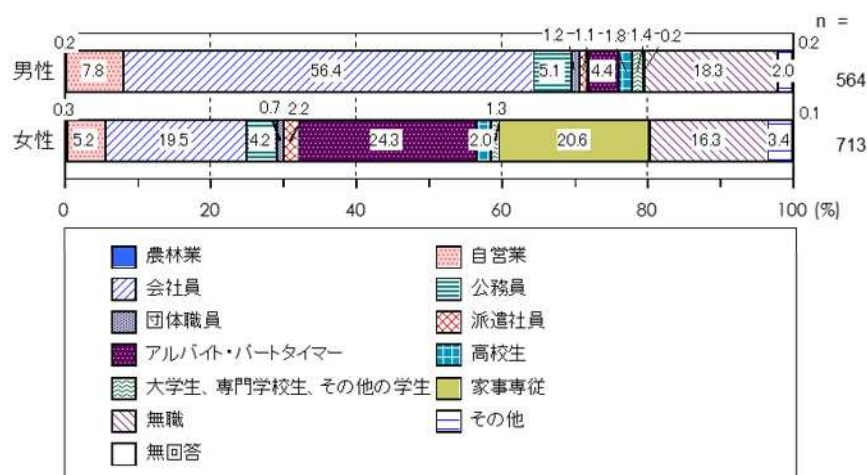 n =
1.2 1.1 1.8 1.4 0.2
0.2 0.2
男性 7.8 56.4 5.1 4.4 18.3 2.0 564
0.3 0.7 2.2 1.3 0.1
女性 5.2 19.5 4.2 24.3 2.0 20.6 16.3 3.4 713
0 20 40 60 80 100 (%)
農林業 自営業
会社員 公務員
団体職員 派遣社員
アルバイト・パートタイマー 高校生
大学生、専門学校生、その他の学生 家事専従
無職 その他
無回答